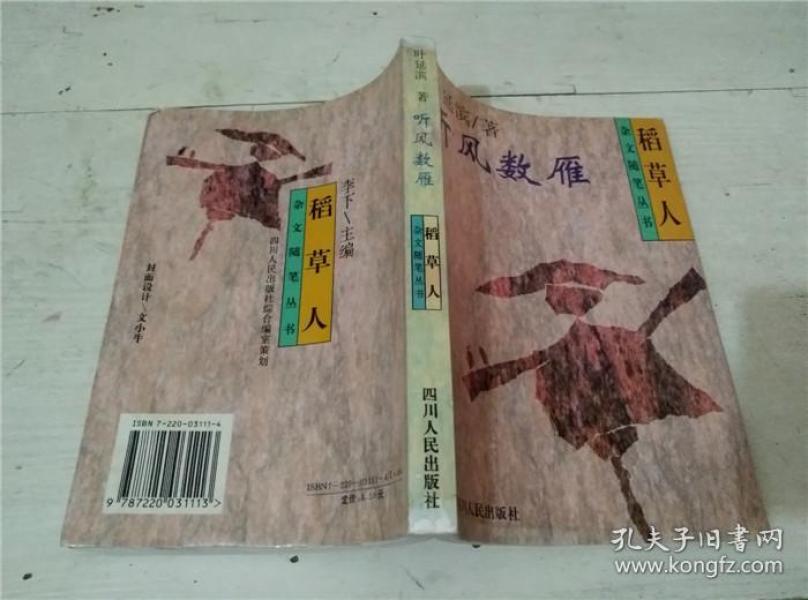 李下\主编
稻草人
杂文随笔丛书
四川人民出版社综合编室策划
封面设计·文小牛
ISBN 7-220-03111-4
9 787220 031113 >
叶延滨 著
听风数雁
稻草人
杂文随笔丛书
四川人民出版社
延滨/著
听风数雁
稻草人
杂文随笔丛书
川人民出版社
孔夫子旧书网
www.kongfz.com